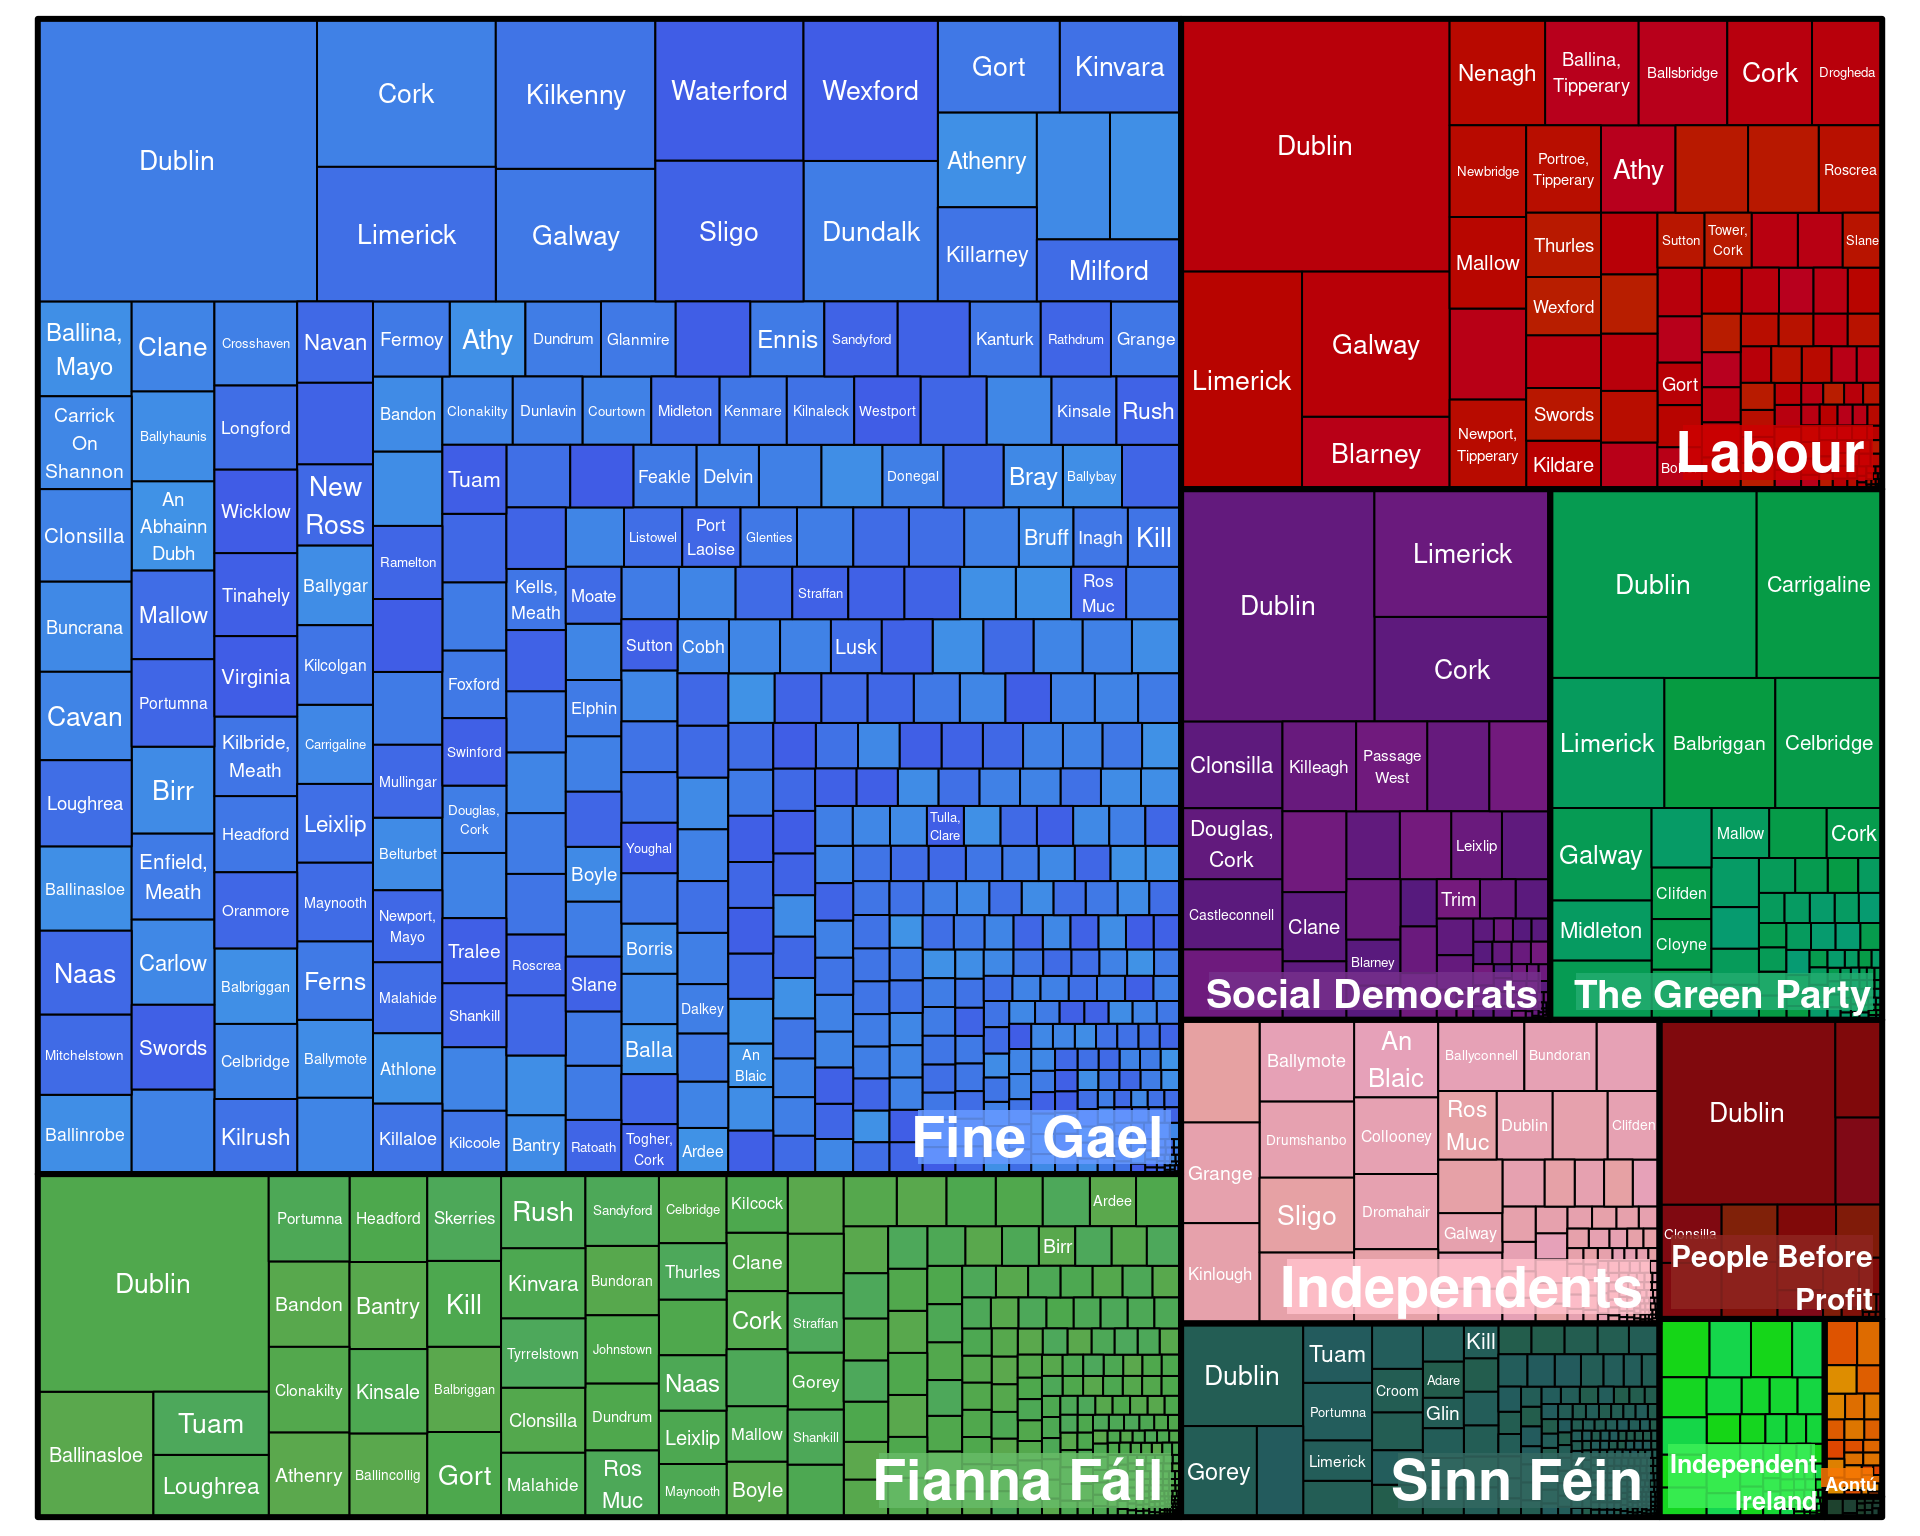 Dublin
Cork
Limerick
Kilkenny
Galway
Waterford
Sligo
Wexford
Dundalk
Gort
Kinvara
Athenry
Killarney
Milford
Ballina,
Mayo
Carrick
On
Shannon
Clonsilla
Buncrana
Cavan
Loughrea
Ballinasloe
Naas
Mitchelstown
Ballinrobe
Clane
Ballyhaunis
An
Abhainn
Dubh
Mallow
Portumna
Birr
Enfield,
Meath
Carlow
Swords
Crosshaven
Longford
Wicklow
Tinahely
Virginia
Kilbride,
Meath
Headford
Oranmore
Balbriggan
Celbridge
Kilrush
Navan
New
Ross
Ballygar
Kilcolgan
Carrigaline
Leixlip
Maynooth
Ferns
Ballymote
Fermoy
Athy
Dundrum
Glanmire
Ennis
Sandyford
Kanturk
Rathdrum
Grange
Bandon
Ramelton
Mullingar
Belturbet
Newport,
Mayo
Malahide
Athlone
Killaloe
Clonakilty
Dunlavin
Courtown
Midleton
Kenmare
Kilnaleck
Westport
Kinsale
Rush
Tuam
Foxford
Swinford
Douglas,
Cork
Tralee
Shankill
Kilcoole
Feakle
Delvin
Donegal
Bray
Ballybay
Kells,
Meath
Roscrea
Bantry
Listowel
Port
Laoise
Glenties
Bruff
Inagh
Kill
Moate
Elphin
Boyle
Slane
Ratoath
Straffan
Ros
Muc
Sutton
Youghal
Borris
Balla
Togher,
Cork
Cobh
Lusk
Dalkey
Ardee
Tulla,
Clare
An
Blaic
Fine Gael
Dublin
Ballinasloe
Tuam
Loughrea
Portumna
Bandon
Clonakilty
Athenry
Headford
Bantry
Kinsale
Ballincollig
Skerries
Kill
Balbriggan
Gort
Rush
Kinvara
Tyrrelstown
Clonsilla
Malahide
Sandyford
Bundoran
Johnstown
Dundrum
Ros
Muc
Celbridge
Thurles
Naas
Leixlip
Maynooth
Kilcock
Clane
Cork
Mallow
Boyle
Straffan
Gorey
Shankill
Ardee
Birr
Fianna Fáil
Dublin
Limerick
Galway
Blarney
Nenagh
Ballina,
Tipperary
Ballsbridge
Cork
Drogheda
Newbridge
Mallow
Newport,
Tipperary
Portroe,
Tipperary
Athy
Roscrea
Thurles
Wexford
Swords
Kildare
Sutton
Tower,
Cork
Slane
Gort
Bo
Labour
Dublin
Limerick
Cork
Clonsilla
Douglas,
Cork
Castleconnell
Killeagh
Passage
West
Clane
Leixlip
Trim
Blarney
Social Democrats
Dublin
Carrigaline
Limerick
Balbriggan
Celbridge
Galway
Midleton
Mallow
Cork
Clifden
Cloyne
The Green Party
Grange
Kinlough
Ballymote
Drumshanbo
Sligo
An
Blaic
Collooney
Dromahair
Ballyconnell
Bundoran
Ros
Muc
Dublin
Clifden
Galway
Independents
Dublin
Clonsilla
People Before
Profit
Dublin
Gorey
Tuam
Portumna
Limerick
Croom
Adare
Glin
Kill
Sinn Féin
Independent
Ireland
Aontú